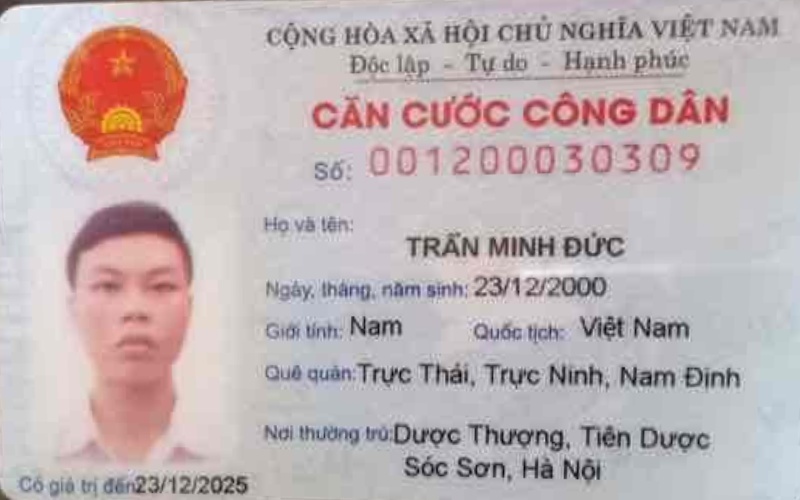 CỘNG HÒA XÃ HỘI CHỦ NGHĨA VIỆT NAM
Độc lập - Tự do - Hạnh phúc
CĂN CƯỚC CÔNG DÂN
Số: 001200030309
Họ và tên:
TRẦN MINH ĐỨC
Ngày, tháng, năm sinh: 23/12/2000
Giới tính: Nam Quốc tịch: Việt Nam
Quê quán: Trực Thái, Trực Ninh, Nam Định
Nơi thường trú: Dược Thượng, Tiên Dược
Sóc Sơn, Hà Nội
Có giá trị đến 23/12/2025